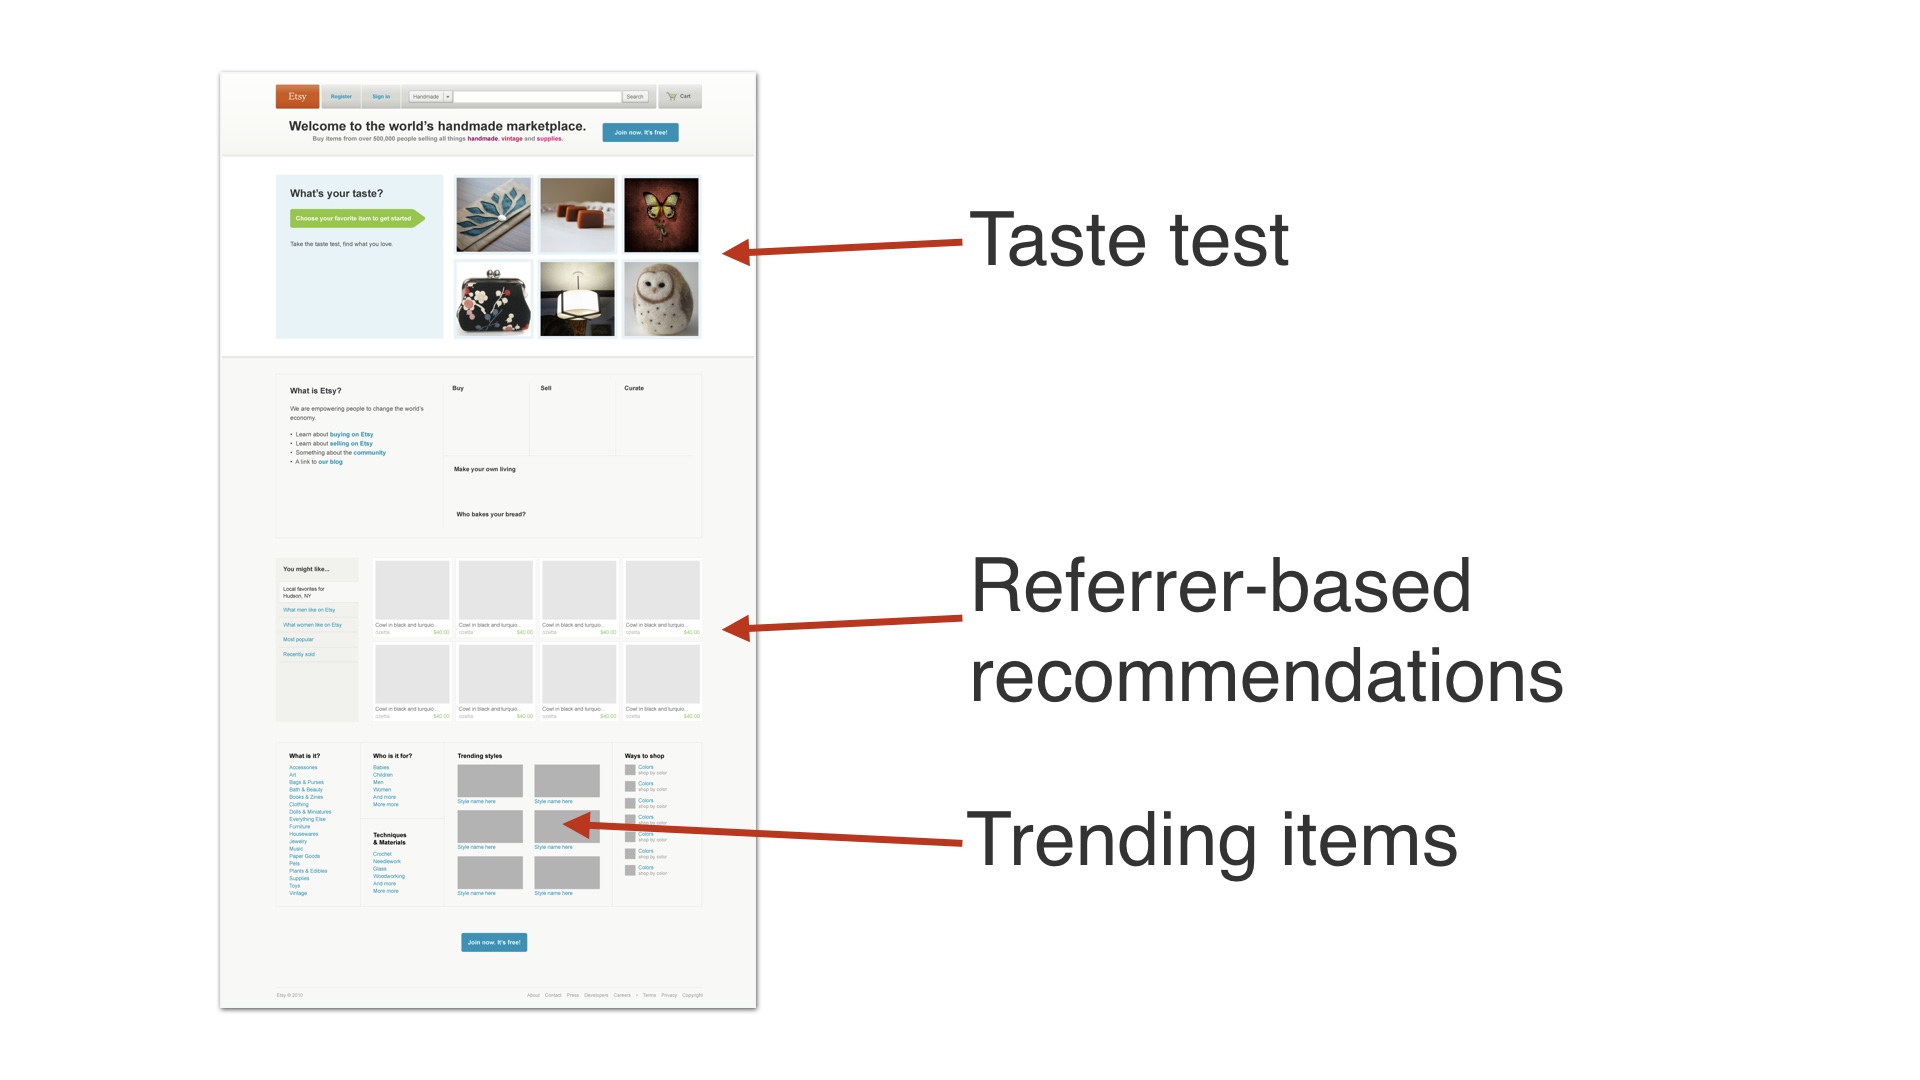 Etsy
Register
Sign in
Handmade
Search
Cart
Welcome to the world's handmade marketplace.
Buy items from over 500,000 people selling all things handmade, vintage and supplies.
Join now. It's free!
What's your taste?
Choose your favorite item to get started
Take the taste test, find what you love.
Taste test
What is Etsy?
We are empowering people to change the world's
economy.
• Learn about buying on Etsy
• Learn about selling on Etsy
• Something about the community
• A link to our blog
Buy
Sell
Curate
Make your own living
Who bakes your bread?
You might like...
Local favorites for
Hudson, NY
What men like on Etsy
What women like on Etsy
Most popular
Recently sold
Cowl in black and turquio...
$40.00
Cowl in black and turquio...
$40.00
Cowl in black and turquio...
$40.00
Cowl in black and turquio...
$40.00
Cowl in black and turquio...
$40.00
Cowl in black and turquio...
$40.00
Cowl in black and turquio...
$40.00
Cowl in black and turquio...
$40.00
Referrer-based
recommendations
What is it?
Accessories
Art
Bags & Purses
Bath & Beauty
Books & Zines
Clothing
Dolls & Miniatures
Everything Else
Furniture
Housewares
Jewelry
Music
Paper Goods
Pets
Plants & Edibles
Supplies
Toys
Vintage
Who is it for?
Babies
Children
Men
Women
And more
More more
Techniques
& Materials
Crochet
Needlework
Glass
Woodworking
And more
More more
Trending styles
Style name here
Style name here
Style name here
Style name here
Style name here
Style name here
Ways to shop
Colors
shop by color
Colors
shop by color
Colors
shop by color
Colors
shop by color
Colors
shop by color
Colors
shop by color
Colors
shop by color
Trending items
Join now. It's free!
Etsy © 2010
About Contact Press Developers Careers • Terms Privacy Copyright